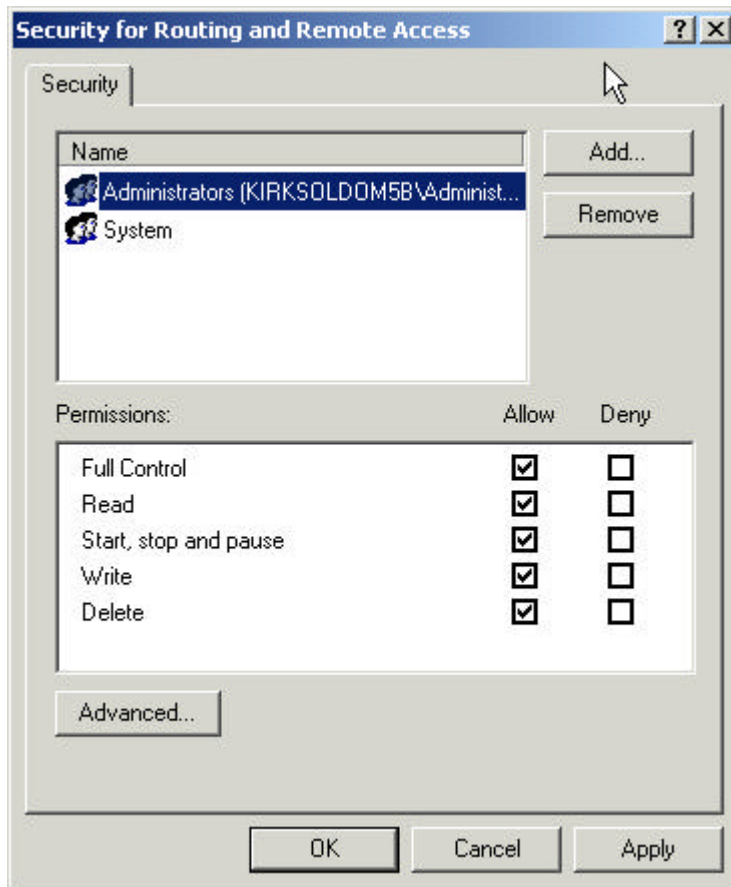 Security for Routing and Remote Access
Security
Name
Add...
Administrators (KIRKSOLDOM5B\Administ...
Remove
System
Permissions: Allow Deny
Full Control
Read
Start, stop and pause
Write
Delete
Advanced...
OK Cancel Apply